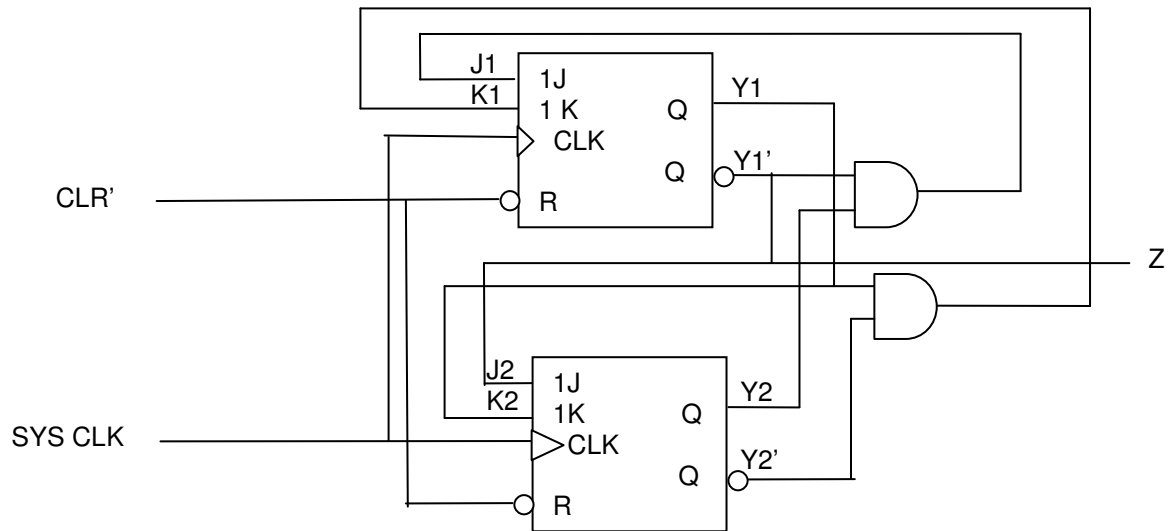 J1
1J
K1
1 K
Q
Y1
CLK
Q
Y1’
CLR’
R
Z
J2
1J
K2
1K
Q
Y2
SYS CLK
CLK
Q
Y2’
R